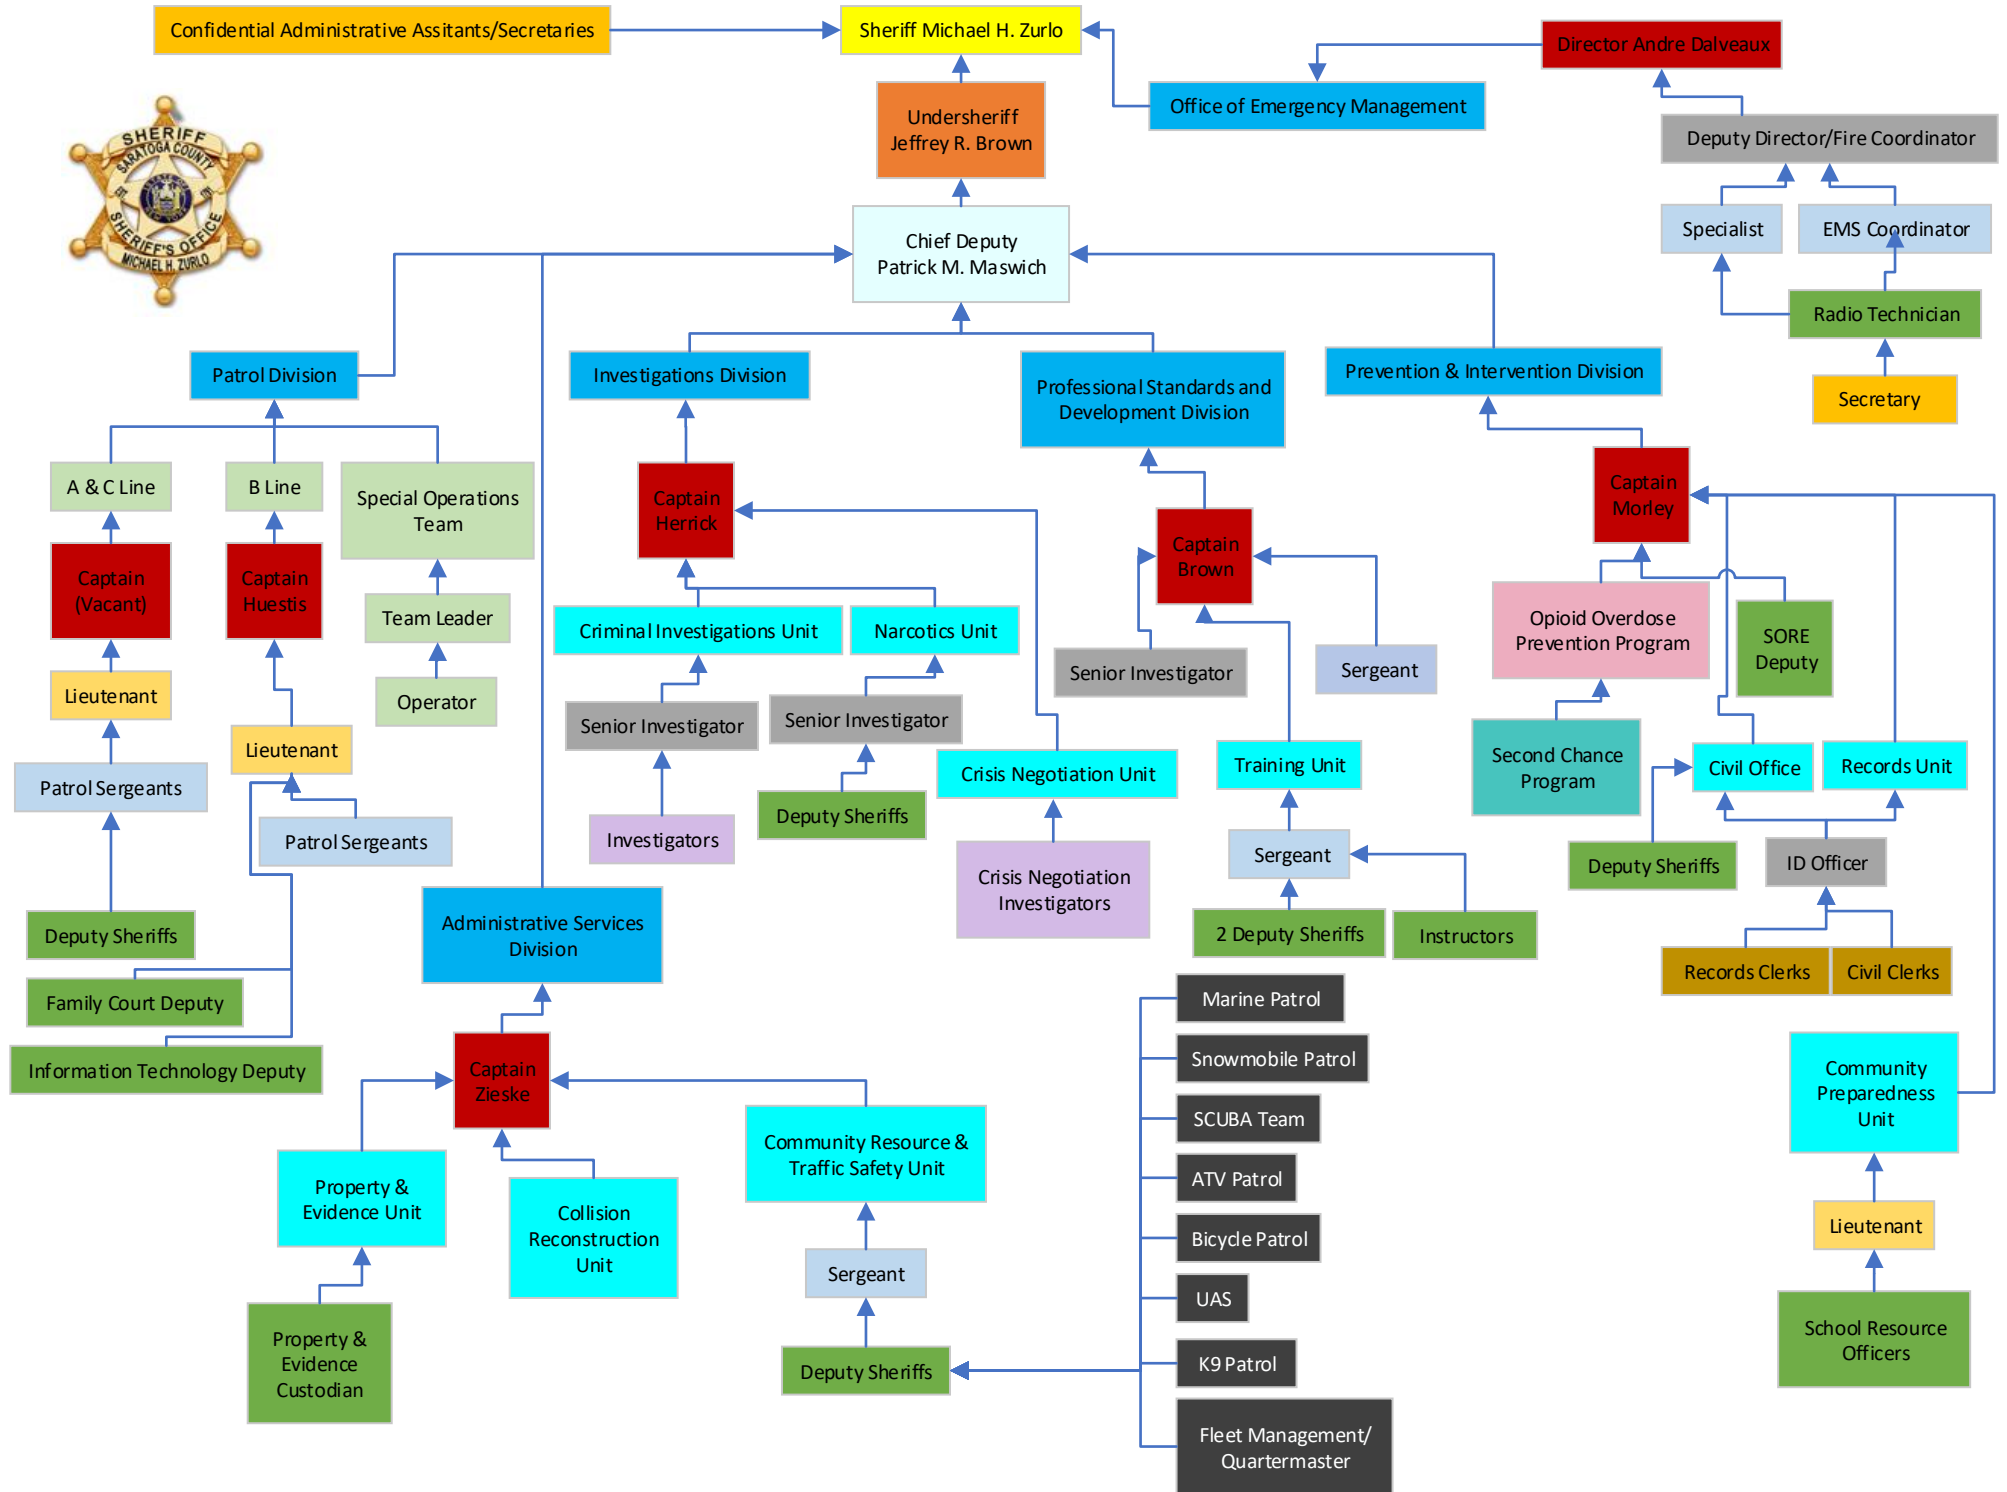 Confidential Administrative Assitants/Secretaries
Sheriff Michael H. Zurlo
Director Andre Dalveaux
Office of Emergency Management
Undersheriff
Jeffrey R. Brown
Deputy Director/Fire Coordinator
SHERIFF
SARATOGA COUNTY
SHERIFF'S OFFICE
MICHAEL H. ZURLO
Chief Deputy
Patrick M. Maswich
Specialist
EMS Coordinator
Radio Technician
Secretary
Patrol Division
Investigations Division
Professional Standards and
Development Division
Prevention & Intervention Division
A & C Line
B Line
Special Operations
Team
Captain
(Vacant)
Captain
Huestis
Team Leader
Operator
Lieutenant
Lieutenant
Patrol Sergeants
Patrol Sergeants
Deputy Sheriffs
Family Court Deputy
Information Technology Deputy
Captain
Herrick
Criminal Investigations Unit
Narcotics Unit
Senior Investigator
Senior Investigator
Investigators
Deputy Sheriffs
Crisis Negotiation Unit
Crisis Negotiation
Investigators
Captain
Brown
Senior Investigator
Sergeant
Training Unit
Sergeant
2 Deputy Sheriffs
Instructors
Captain
Morley
Opioid Overdose
Prevention Program
SORE
Deputy
Second Chance
Program
Civil Office
Records Unit
Deputy Sheriffs
ID Officer
Records Clerks
Civil Clerks
Community
Preparedness
Unit
Lieutenant
School Resource
Officers
Administrative Services
Division
Captain
Zieske
Property &
Evidence Unit
Collision
Reconstruction
Unit
Community Resource &
Traffic Safety Unit
Property &
Evidence
Custodian
Sergeant
Deputy Sheriffs
Marine Patrol
Snowmobile Patrol
SCUBA Team
ATV Patrol
Bicycle Patrol
UAS
K9 Patrol
Fleet Management/
Quartermaster